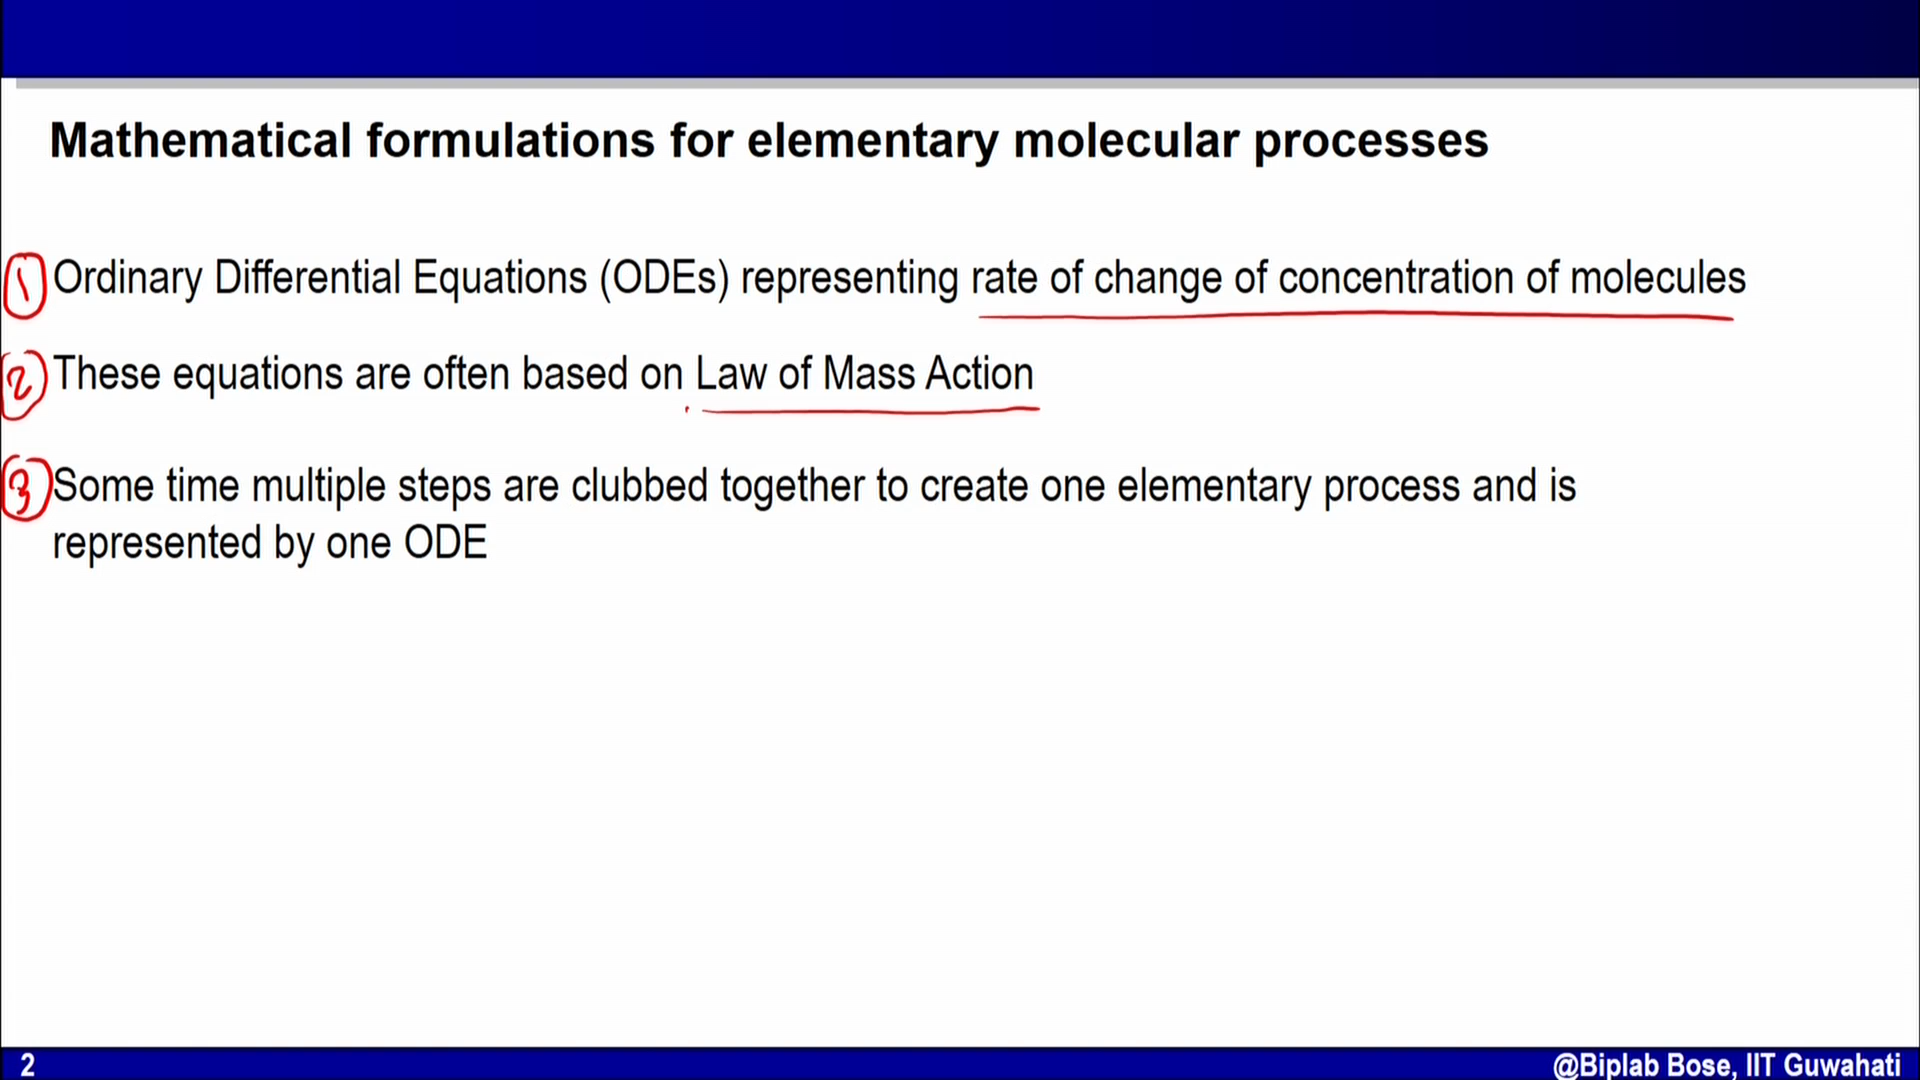 Mathematical formulations for elementary molecular processes
1 Ordinary Differential Equations (ODEs) representing rate of change of concentration of molecules
2 These equations are often based on Law of Mass Action
3 Some time multiple steps are clubbed together to create one elementary process and is
represented by one ODE
2
@Biplab Bose, IIT Guwahati